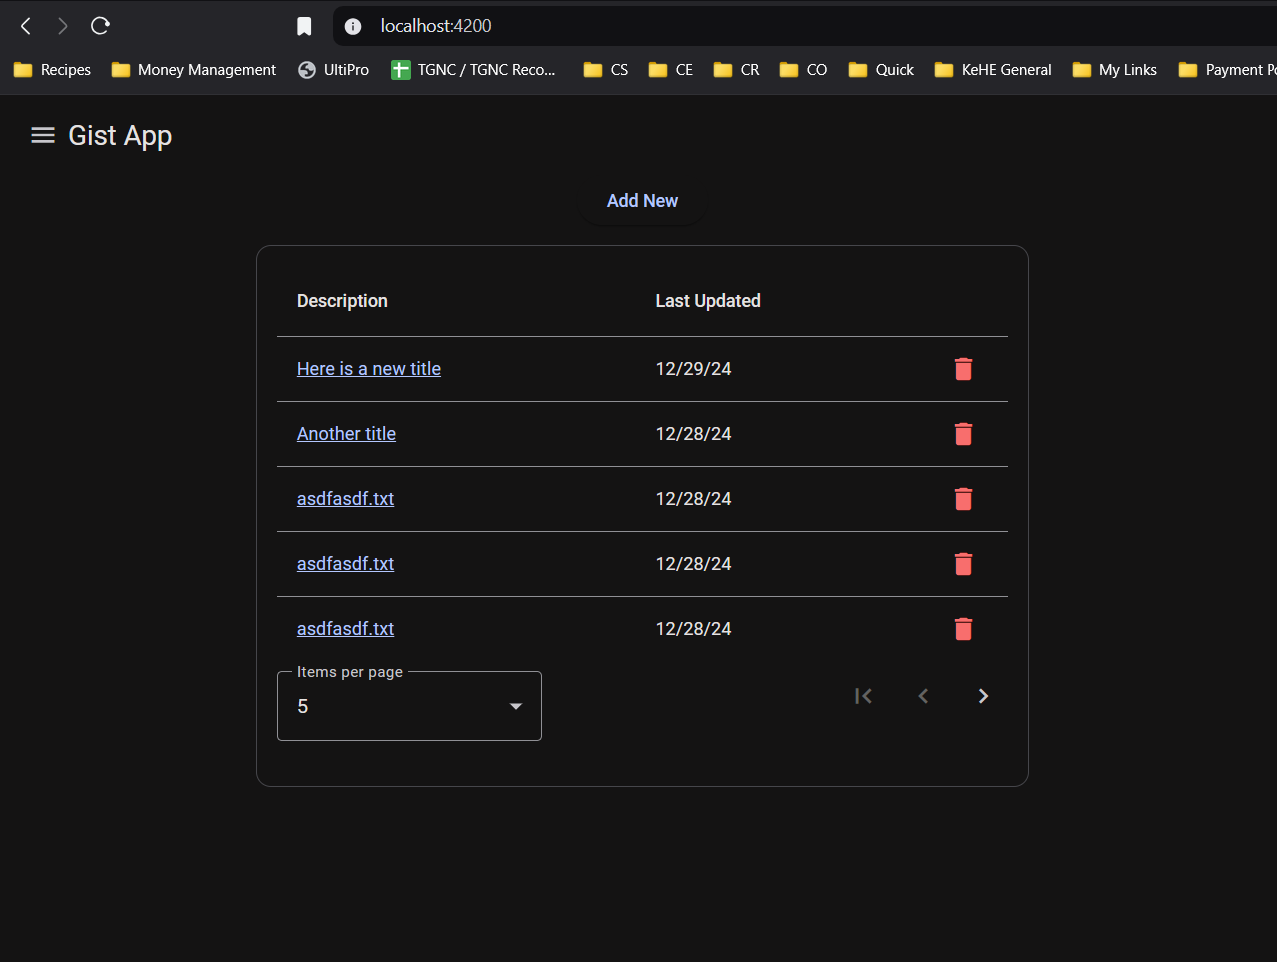 localhost:4200
Recipes Money Management UltiPro TGNC / TGNC Reco... CS CE CR CO Quick KeHE General My Links Payment Po
Gist App
Add New
Description Last Updated
Here is a new title 12/29/24
Another title 12/28/24
asdfasdf.txt 12/28/24
asdfasdf.txt 12/28/24
asdfasdf.txt 12/28/24
Items per page
5